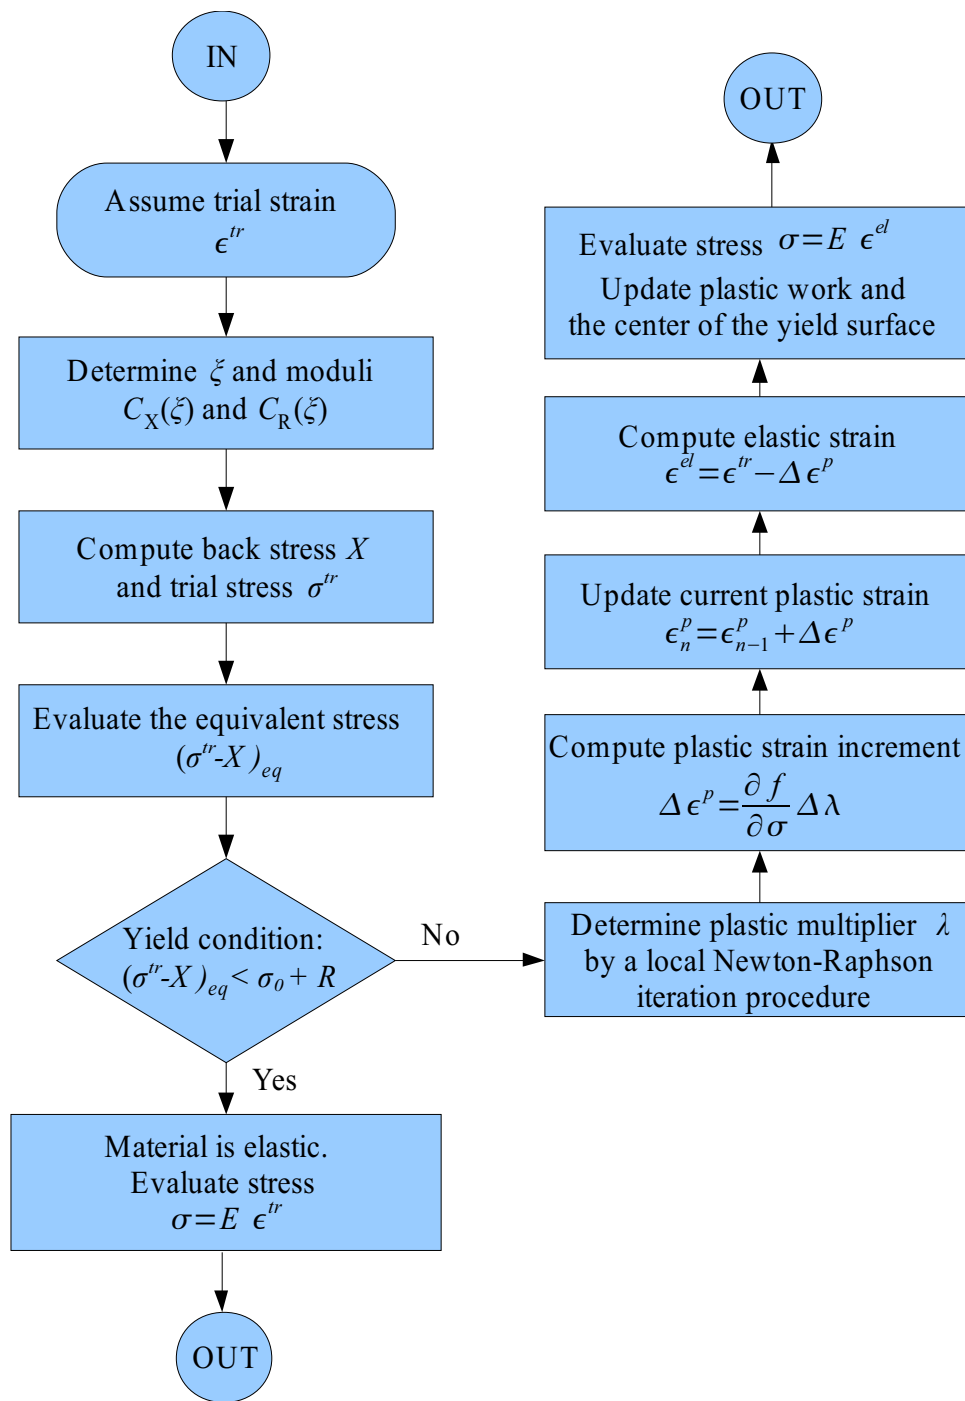 IN
Assume trial strain
ϵ^{tr}
Determine ξ and moduli
C_X(ξ) and C_R(ξ)
Compute back stress X
and trial stress σ^{tr}
Evaluate the equivalent stress
(σ^{tr}-X)_{eq}
Yield condition:
(σ^{tr}-X)_{eq} < σ_0 + R
No
Yes
Material is elastic.
Evaluate stress
σ=E ϵ^{tr}
OUT
Determine plastic multiplier λ
by a local Newton-Raphson
iteration procedure
Compute plastic strain increment
Δϵ^p=∂f/∂σ Δλ
Update current plastic strain
ϵ_n^p=ϵ_{n−1}^p+Δϵ^p
Compute elastic strain
ϵ^{el}=ϵ^{tr}−Δϵ^p
Evaluate stress σ=E ϵ^{el}
Update plastic work and
the center of the yield surface
OUT